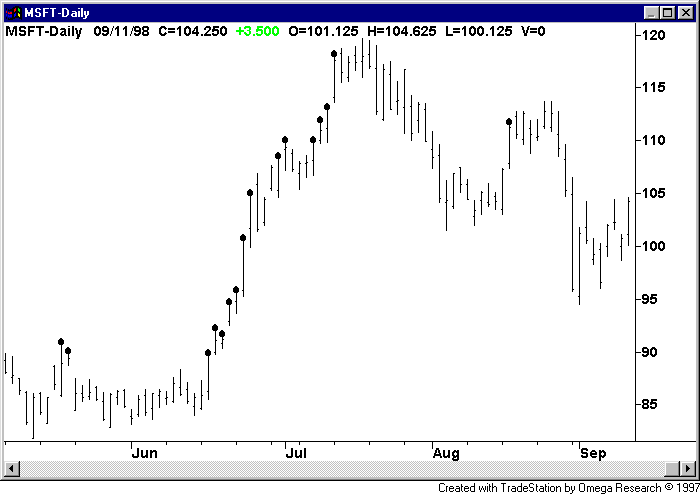 MSFT-Daily
MSFT-Daily 09/11/98 C=104.250 +3.500 O=101.125 H=104.625 L=100.125 V=0
120
115
110
105
100
95
90
85
Jun Jul Aug Sep
Created with TradeStation by Omega Research © 1997